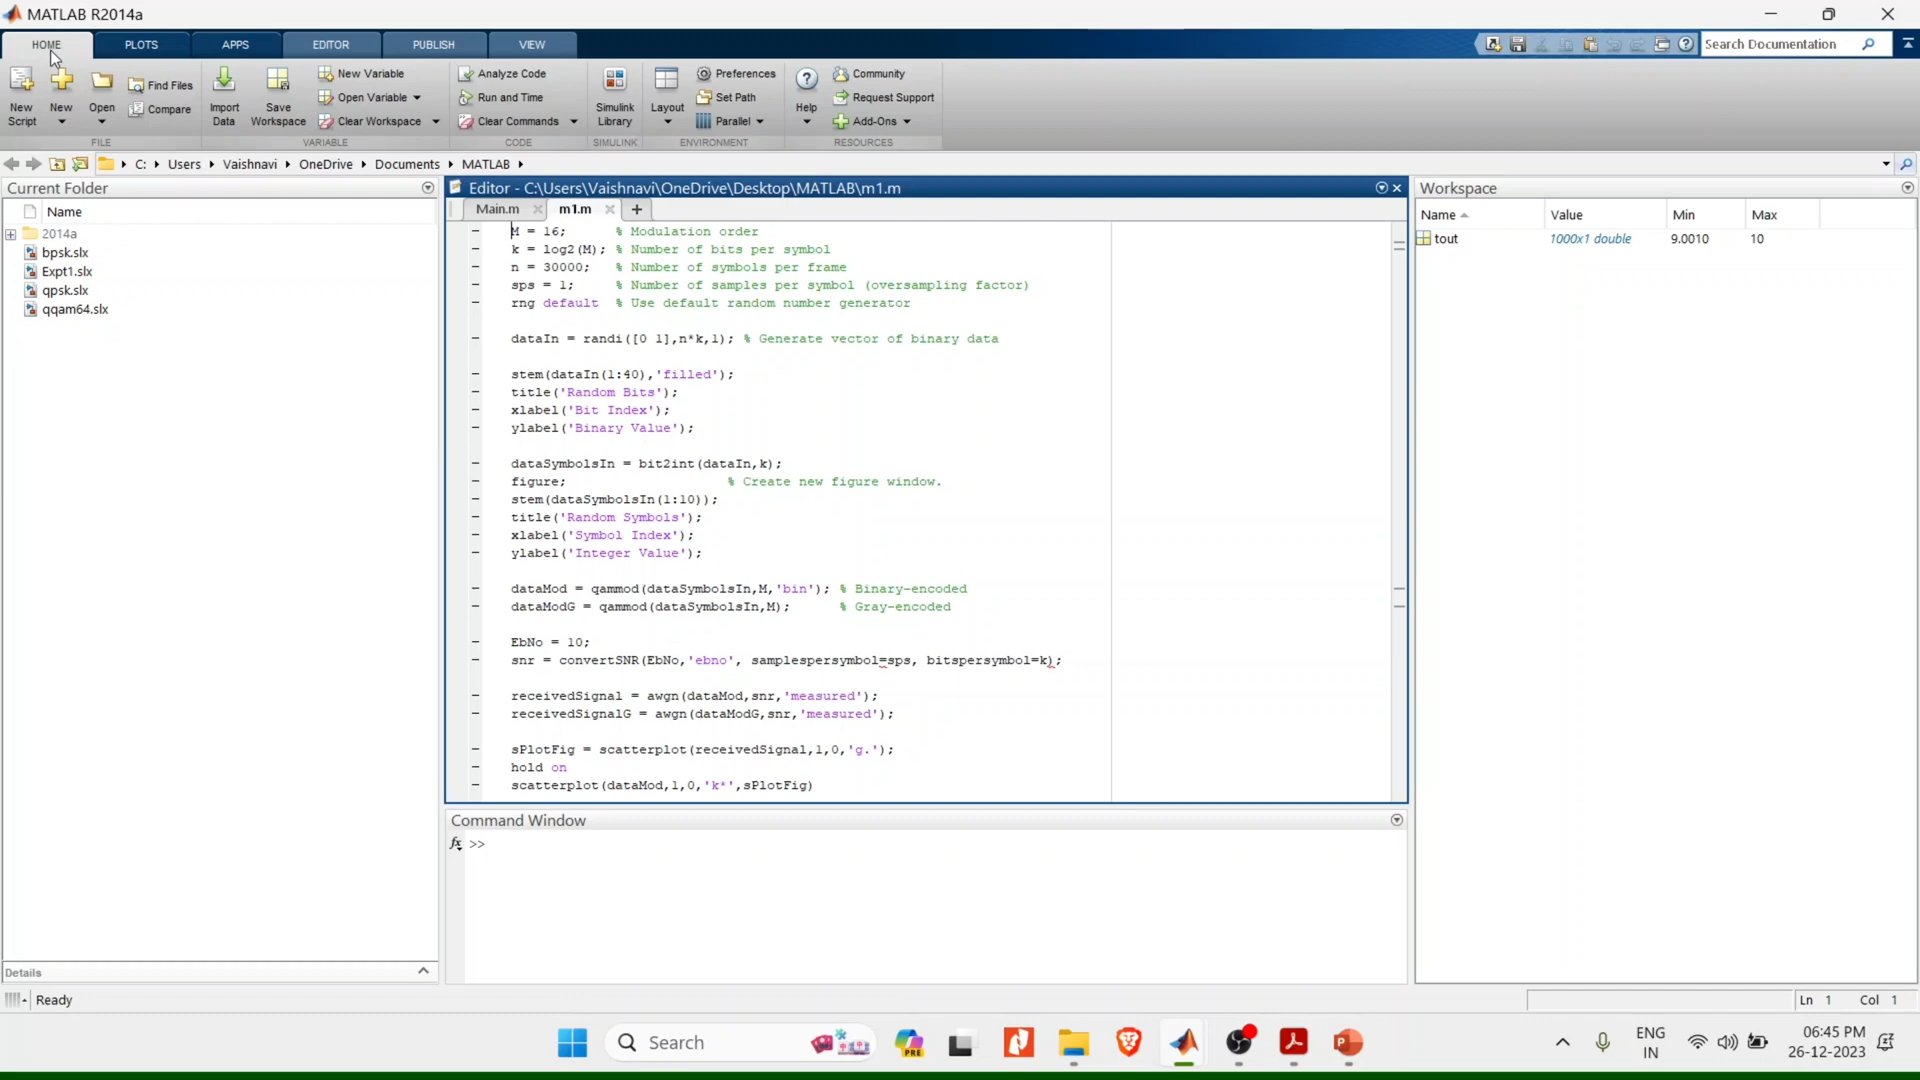 MATLAB R2014a
HOME PLOTS APPS EDITOR PUBLISH VIEW Search Documentation
New Script New Open Find Files Compare
FILE
Import Data Save Workspace New Variable Open Variable Clear Workspace
VARIABLE
Analyze Code Run and Time Clear Commands
CODE
Simulink Library
SIMULINK
Layout Preferences Set Path Parallel
ENVIRONMENT
Help Community Request Support Add-Ons
RESOURCES
C: Users Vaishnavi OneDrive Documents MATLAB
Current Folder
Name
2014a
bpsk.slx
Expt1.slx
qpsk.slx
qqam64.slx
Details
Editor - C:\Users\Vaishnavi\OneDrive\Desktop\MATLAB\m1.m
Main.m m1.m
M = 16; % Modulation order
k = log2(M); % Number of bits per symbol
n = 30000; % Number of symbols per frame
sps = 1; % Number of samples per symbol (oversampling factor)
rng default % Use default random number generator
dataIn = randi([0 1],n*k,1); % Generate vector of binary data
stem(dataIn(1:40),'filled');
title('Random Bits');
xlabel('Bit Index');
ylabel('Binary Value');
dataSymbolsIn = bit2int(dataIn,k);
figure; % Create new figure window.
stem(dataSymbolsIn(1:10));
title('Random Symbols');
xlabel('Symbol Index');
ylabel('Integer Value');
dataMod = qammod(dataSymbolsIn,M,'bin'); % Binary-encoded
dataModG = qammod(dataSymbolsIn,M); % Gray-encoded
EbNo = 10;
snr = convertSNR(EbNo,'ebno', samplespersymbol=sps, bitspersymbol=k);
receivedSignal = awgn(dataMod,snr,'measured');
receivedSignalG = awgn(dataModG,snr,'measured');
sPlotFig = scatterplot(receivedSignal,1,0,'g.');
hold on
scatterplot(dataMod,1,0,'k*',sPlotFig)
Command Window
fx >>
Workspace
Name Value Min Max
tout 1000x1 double 9.0010 10
Ready
Ln 1 Col 1
Search
PRE
ENG IN
06:45 PM
26-12-2023